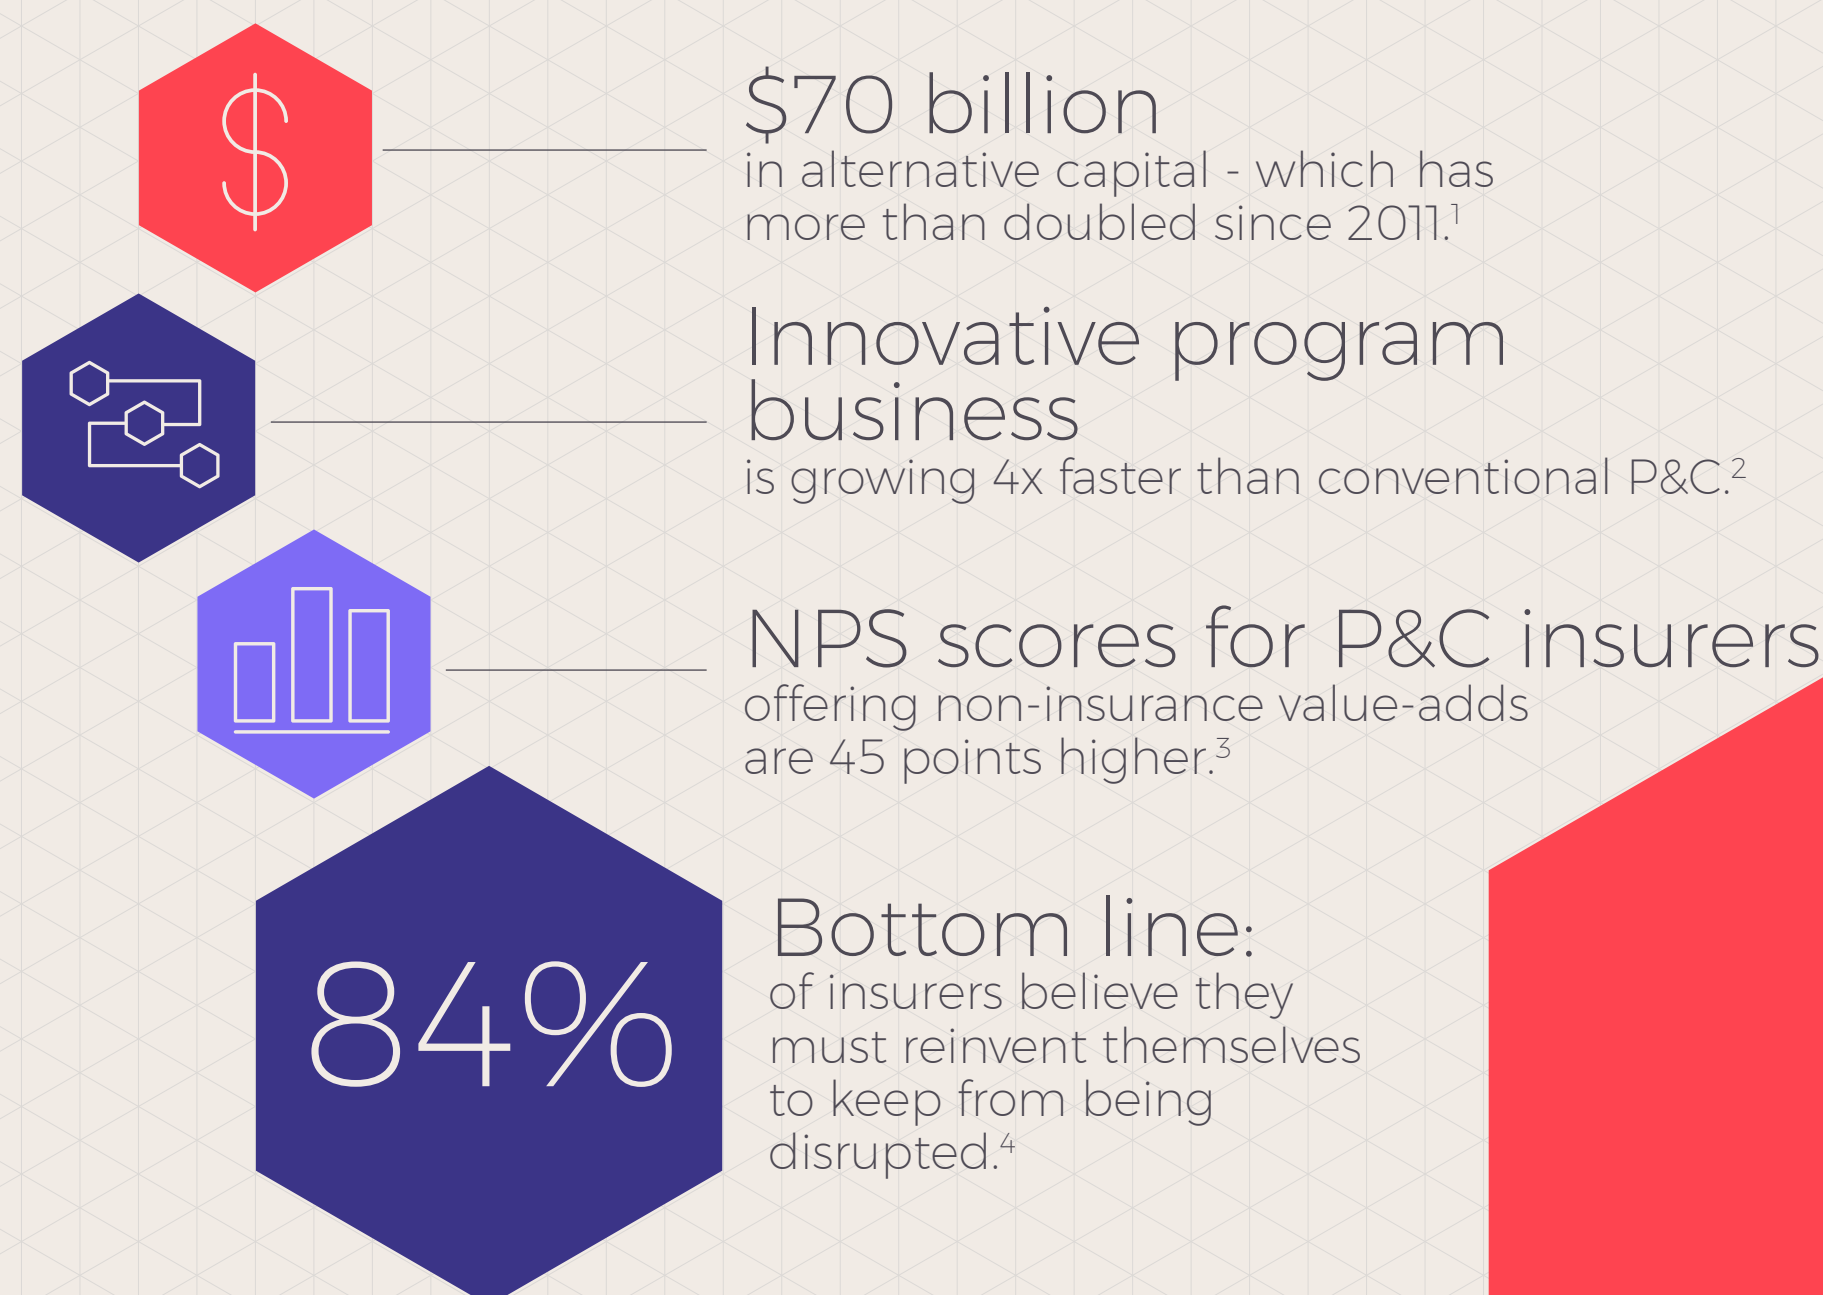 $
$70 billion
in alternative capital - which has
more than doubled since 2011.¹
Innovative program
business
is growing 4x faster than conventional P&C.²
NPS scores for P&C insurers
offering non-insurance value-adds
are 45 points higher.³
84%
Bottom line:
of insurers believe they
must reinvent themselves
to keep from being
disrupted.⁴